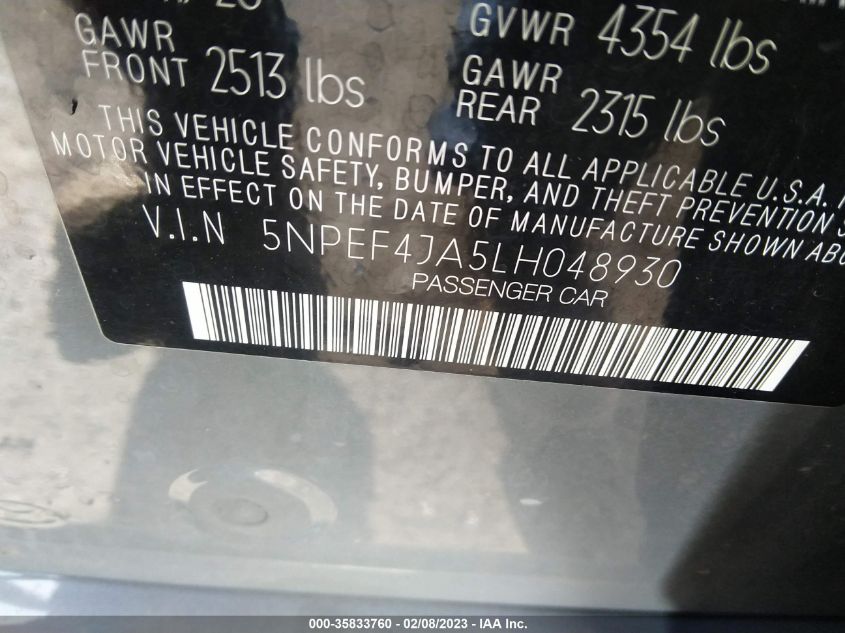 GAWR FRONT 2513 lbs
GVWR 4354 lbs
GAWR REAR 2315 lbs
THIS VEHICLE CONFORMS TO ALL APPLICABLE U.S.A.
MOTOR VEHICLE SAFETY, BUMPER, AND THEFT PREVENTION
IN EFFECT ON THE DATE OF MANUFACTURE SHOWN ABO
V.I.N 5NPEF4JA5LH048930
PASSENGER CAR
000-35833760 - 02/08/2023 - IAA Inc.